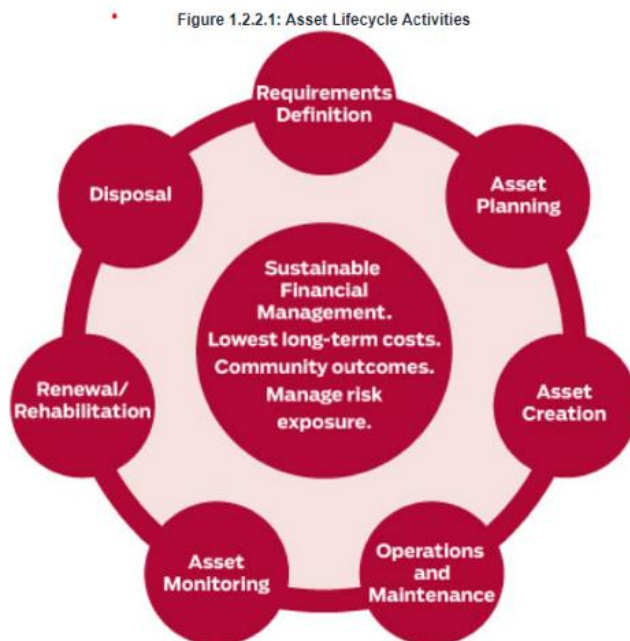 Figure 1.2.2.1: Asset Lifecycle Activities
Requirements
Definition
Asset
Planning
Asset
Creation
Operations
and
Maintenance
Asset
Monitoring
Renewal/
Rehabilitation
Disposal
Sustainable
Financial
Management.
Lowest long-term costs.
Community outcomes.
Manage risk
exposure.